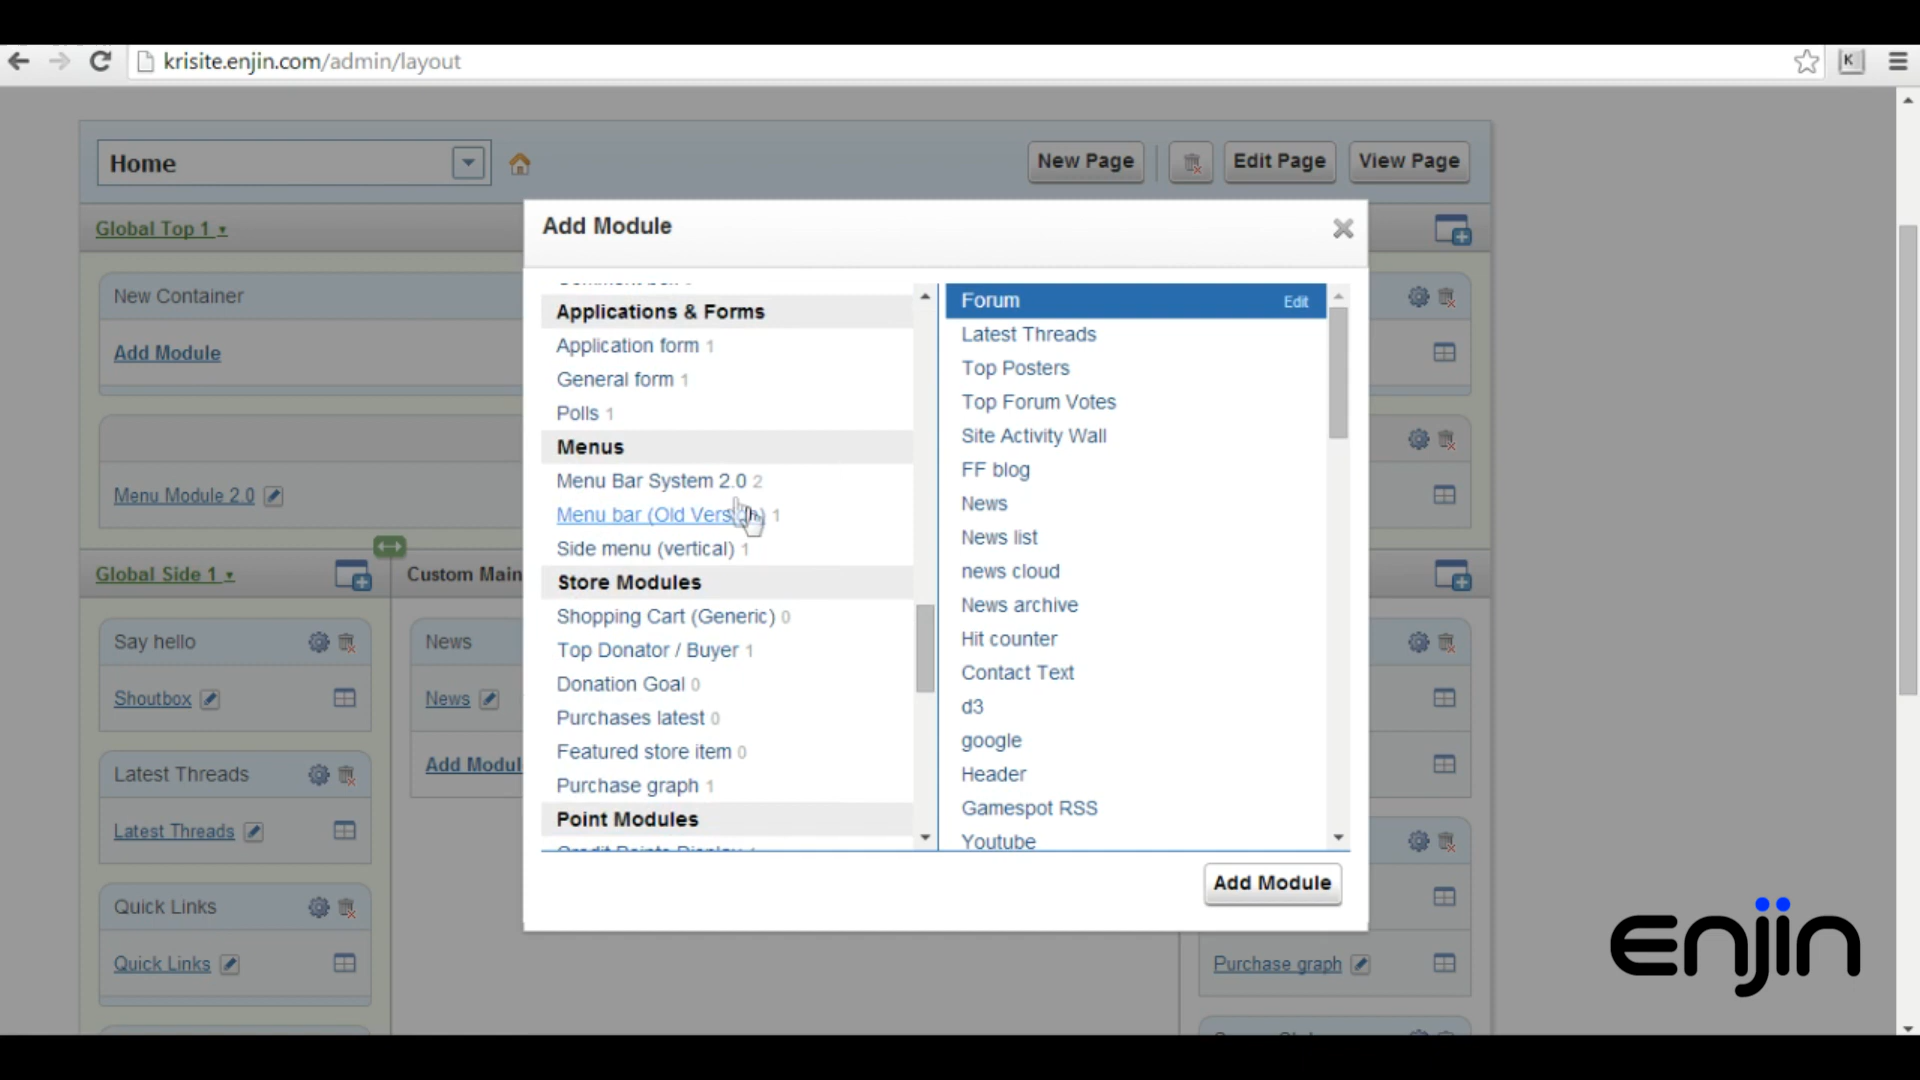 krisite.enjin.com/admin/layout
K
Home
New Page
Edit Page
View Page
Global Top 1
New Container
Add Module
Menu Module 2.0
Global Side 1
Custom Main
Say hello
Shoutbox
News
News
Latest Threads
Latest Threads
Quick Links
Quick Links
Add Module
Applications & Forms
Application form 1
General form 1
Polls 1
Menus
Menu Bar System 2.0 2
Menu bar (Old 1
Side menu (vertical) 1
Store Modules
Shopping Cart (Generic) 0
Top Donator / Buyer 1
Donation Goal 0
Purchases latest 0
Featured store item 0
Purchase graph 1
Point Modules
Credit Points Display
Forum Edit
Latest Threads
Top Posters
Top Forum Votes
Site Activity Wall
FF blog
News
News list
news cloud
News archive
Hit counter
Contact Text
d3
google
Header
Gamespot RSS
Youtube
Add Module
Add Modul
Purchase graph
enjin